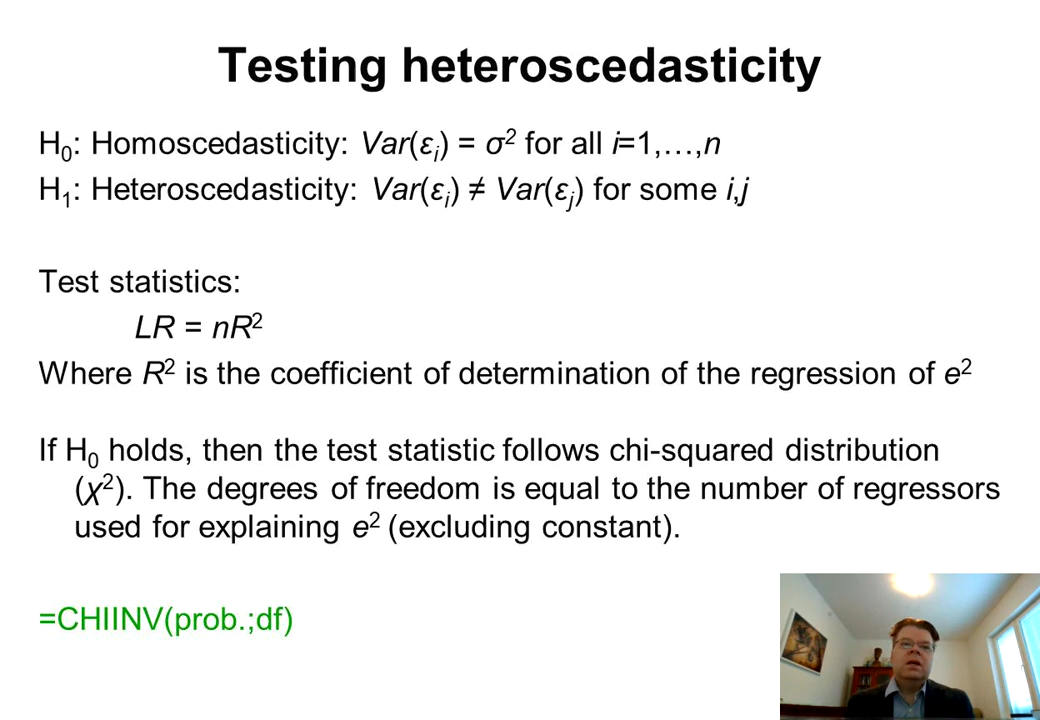 Testing heteroscedasticity
H₀: Homoscedasticity: Var(εᵢ) = σ² for all i=1,…,n
H₁: Heteroscedasticity: Var(εᵢ) ≠ Var(εⱼ) for some i,j
Test statistics:
LR = nR²
Where R² is the coefficient of determination of the regression of e²
If H₀ holds, then the test statistic follows chi-squared distribution
(χ²). The degrees of freedom is equal to the number of regressors
used for explaining e² (excluding constant).
=CHIINV(prob.;df)